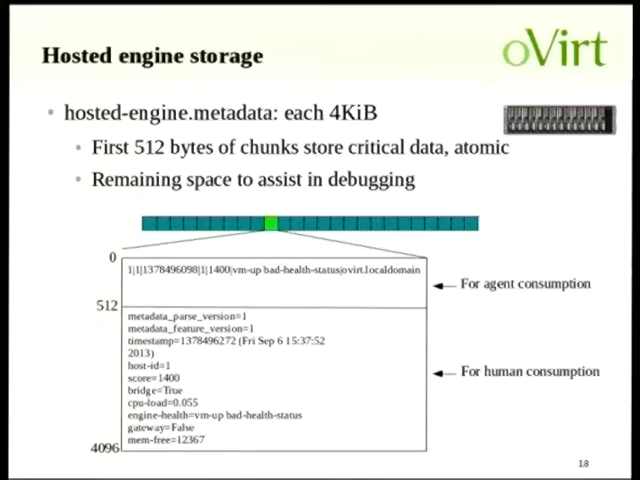 Hosted engine storage
oVirt
hosted-engine.metadata: each 4KiB
First 512 bytes of chunks store critical data, atomic
Remaining space to assist in debugging
0
1|1|1378496098|1|1400|vm-up bad-health-status|ovirt.localdomain
For agent consumption
512
metadata_parse_version=1
metadata_feature_version=1
timestamp=1378496272 (Fri Sep 6 15:37:52
2013)
host-id=1
score=1400
bridge=True
cpu-load=0.055
engine-health=vm-up bad-health-status
gateway=False
mem-free=12367
For human consumption
4096
18